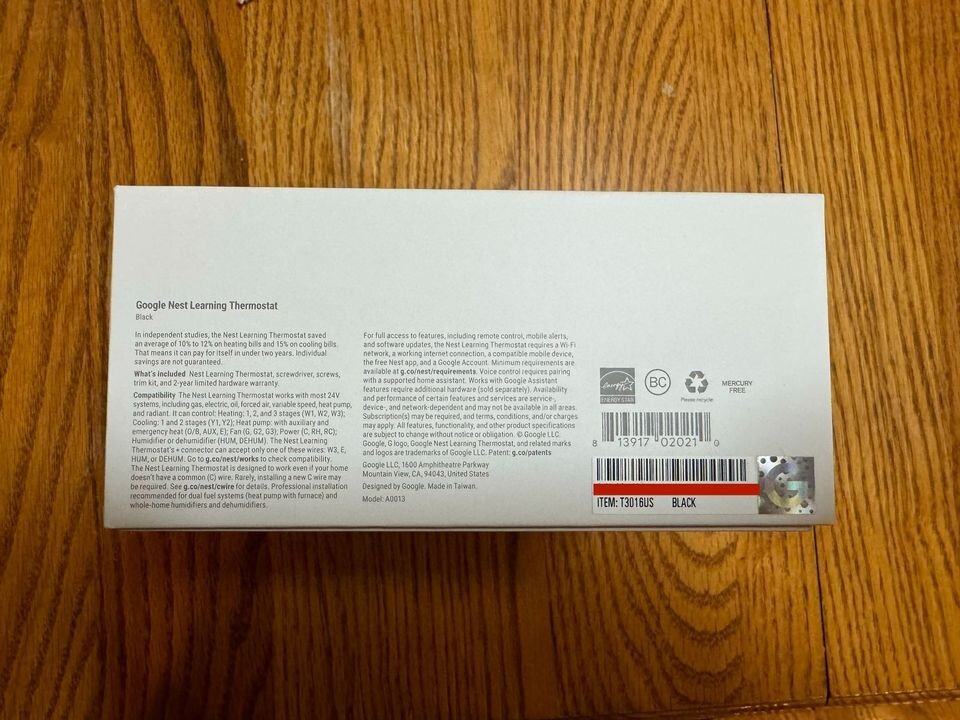 Google Nest Learning Thermostat
Black
In independent studies, the Nest Learning Thermostat saved
an average of 10% to 12% on heating bills and 15% on cooling bills.
That means it can pay for itself in under two years. Individual
savings are not guaranteed.
What's included Nest Learning Thermostat, screwdriver, screws,
trim kit, and 2-year limited hardware warranty.
Compatibility The Nest Learning Thermostat works with most 24V
systems, including gas, electric, oil, forced air, variable speed, heat pump,
and radiant. It can control: Heating: 1, 2, and 3 stages (W1, W2, W3);
Cooling: 1 and 2 stages (Y1, Y2); Heat pump: with auxiliary and
emergency heat (O/B, AUX, E); Fan (G, G2, G3); Power (C, RH, RC);
Humidifier or dehumidifier (HUM, DEHUM). The Nest Learning
Thermostat's * connector can accept only one of these wires: W3, E,
HUM, or DEHUM. Go to g.co/nest/works to check compatibility.
The Nest Learning Thermostat is designed to work even if your home
doesn't have a common (C) wire. Rarely, installing a new C wire may
be required. See g.co/nest/cwire for details. Professional installation
recommended for dual fuel systems (heat pump with furnace) and
whole-home humidifiers and dehumidifiers.
For full access to features, including remote control, mobile alerts,
and software updates, the Nest Learning Thermostat requires a Wi-Fi
network, a working internet connection, a compatible mobile device,
the free Nest app, and a Google Account. Minimum requirements are
available at g.co/nest/requirements. Voice control requires pairing
with a supported home assistant. Works with Google Assistant
features require additional hardware (sold separately). Availability
and performance of certain features and services are service-,
device-, and network-dependent and may not be available in all areas.
Subscription(s) may be required, and terms, conditions, and/or charges
may apply. All features, functionality, and other product specifications
are subject to change without notice or obligation. © Google LLC.
Google, G logo, Google Nest Learning Thermostat, and related marks
and logos are trademarks of Google LLC. Patent: g.co/patents
Google LLC, 1600 Amphitheatre Parkway
Mountain View, CA, 94043, United States
Designed by Google. Made in Taiwan.
Model: A0013
energy
ENERGY STAR
BC
Please recycle
MERCURY
FREE
8 13917 02021 0
ITEM: T3016US BLACK
G